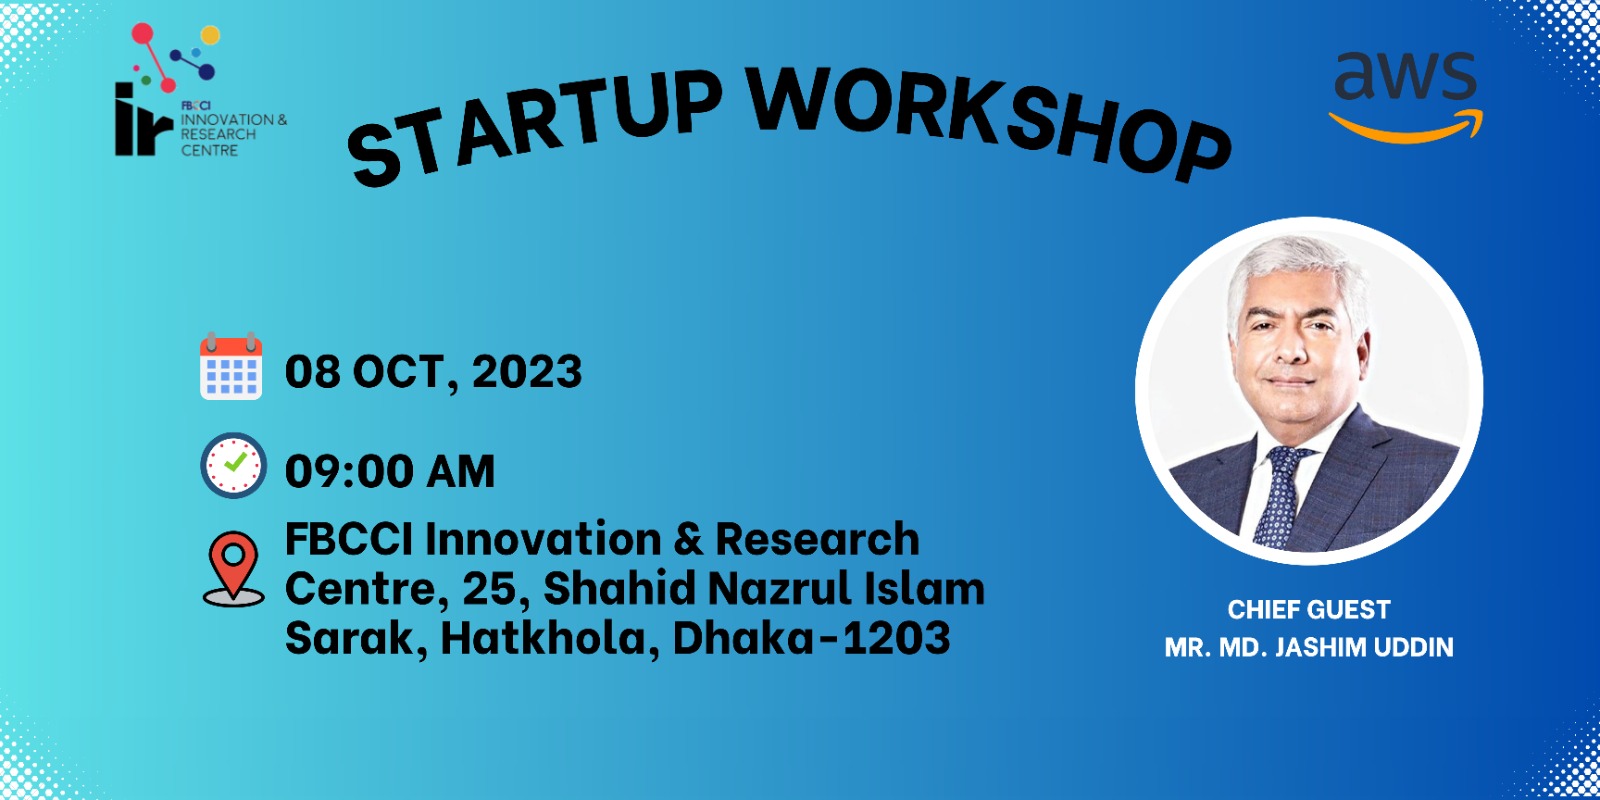 FBCCI
INNOVATION &
RESEARCH
CENTRE
ir
STARTUP WORKSHOP
aws
08 OCT, 2023
09:00 AM
FBCCI Innovation & Research
Centre, 25, Shahid Nazrul Islam
Sarak, Hatkhola, Dhaka-1203
CHIEF GUEST
MR. MD. JASHIM UDDIN